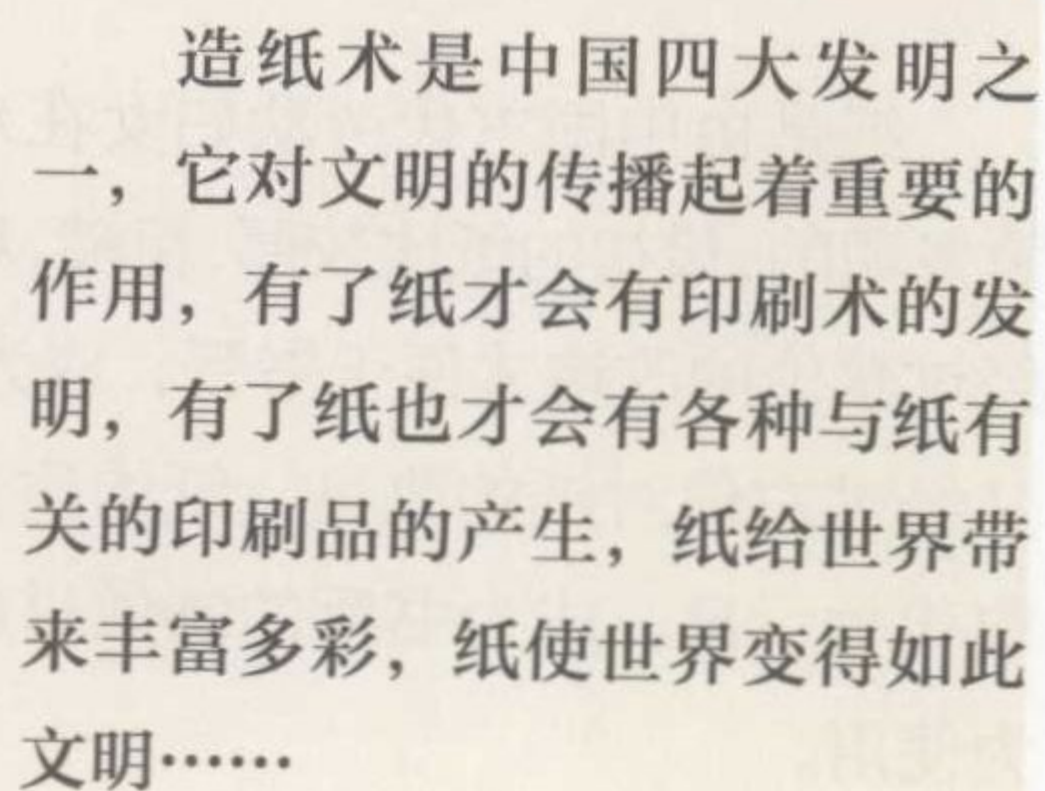 造纸术是中国四大发明之
一，它对文明的传播起着重要的
作用，有了纸才会有印刷术的发
明，有了纸也才会有各种与纸有
关的印刷品的产生，纸给世界带
来丰富多彩，纸使世界变得如此
文明……